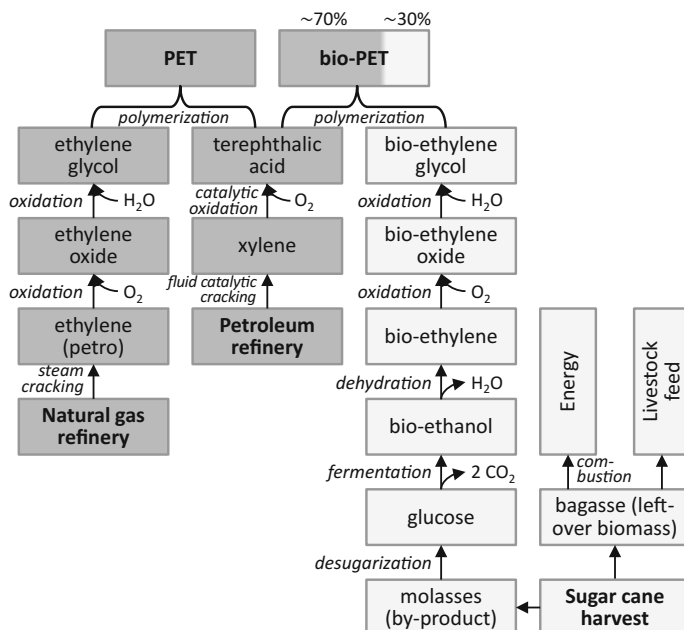 ~70%
~30%
PET
bio-PET
polymerization
polymerization
ethylene
glycol
terephthalic
acid
bio-ethylene
glycol
oxidation
H2O
catalytic
oxidation
O2
oxidation
H2O
ethylene
oxide
xylene
bio-ethylene
oxide
oxidation
O2
fluid catalytic
cracking
oxidation
O2
ethylene
(petro)
Petroleum
refinery
bio-ethylene
Energy
Livestock
feed
steam
cracking
dehydration
H2O
Natural gas
refinery
bio-ethanol
fermentation
2 CO2
com-
bustion
glucose
bagasse (left-
over biomass)
desugarization
molasses
(by-product)
Sugar cane
harvest